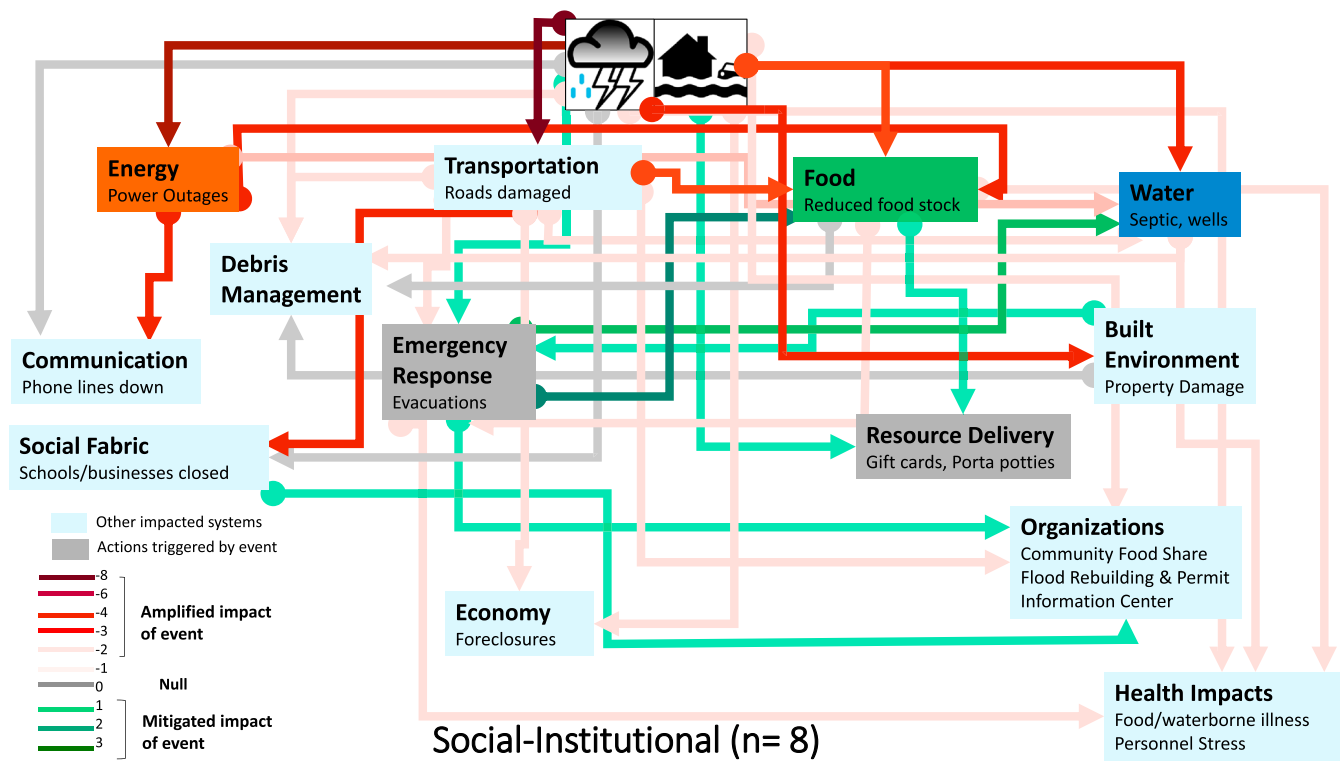 Energy
Power Outages
Transportation
Roads damaged
Food
Reduced food stock
Water
Septic, wells
Debris
Management
Communication
Phone lines down
Emergency
Response
Evacuations
Built
Environment
Property Damage
Social Fabric
Schools/businesses closed
Resource Delivery
Gift cards, Porta potties
Organizations
Community Food Share
Flood Rebuilding & Permit
Information Center
Economy
Foreclosures
Health Impacts
Food/waterborne illness
Personnel Stress
Other impacted systems
Actions triggered by event
-8
-6
-4
-3
-2
Amplified impact
of event
-1
0
Null
1
2
3
Mitigated impact
of event
Social-Institutional (n= 8)